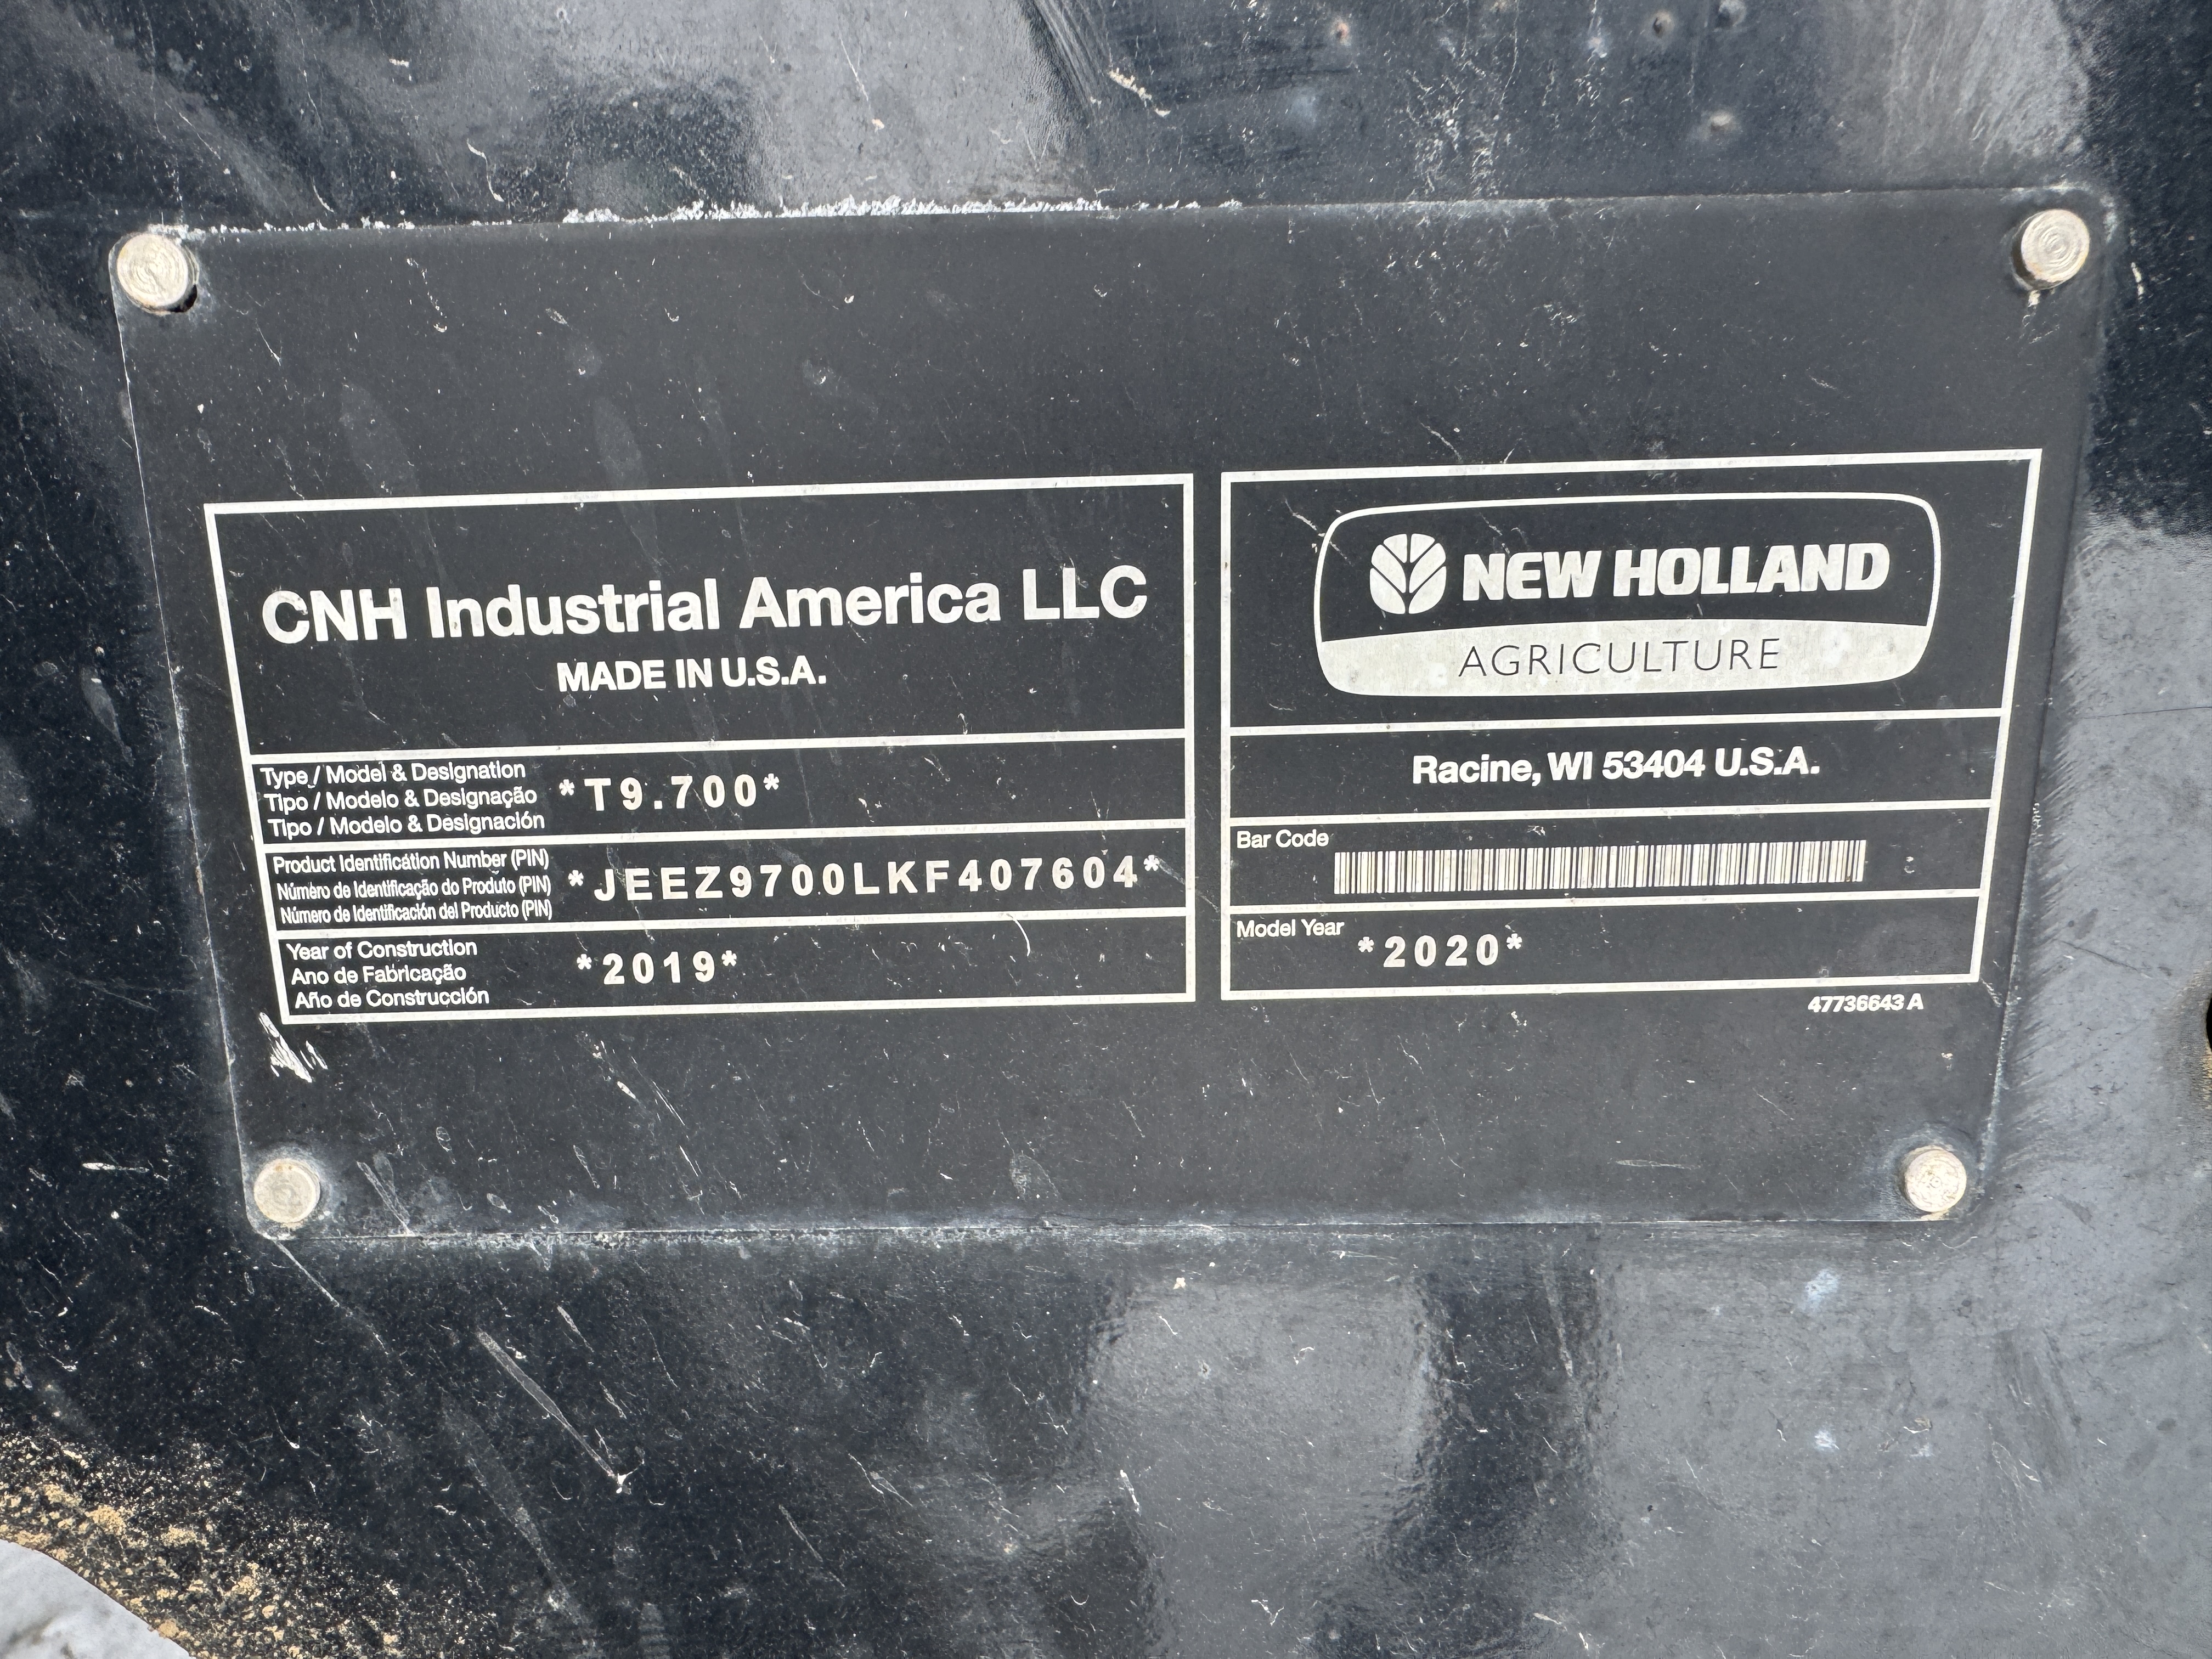 CNH Industrial America LLC
MADE IN U.S.A.
Type / Model & Designation
Tipo / Modelo & Designação
Tipo / Modelo & Designación
*T9.700*
Product Identification Number (PIN)
Número de Identificação do Produto (PIN)
Número de Identificación del Producto (PIN)
*JEEZ9700LKF407604*
Year of Construction
Ano de Fabricação
Año de Construcción
*2019*
NEW HOLLAND
AGRICULTURE
Racine, WI 53404 U.S.A.
Bar Code
Model Year
*2020*
47736643 A